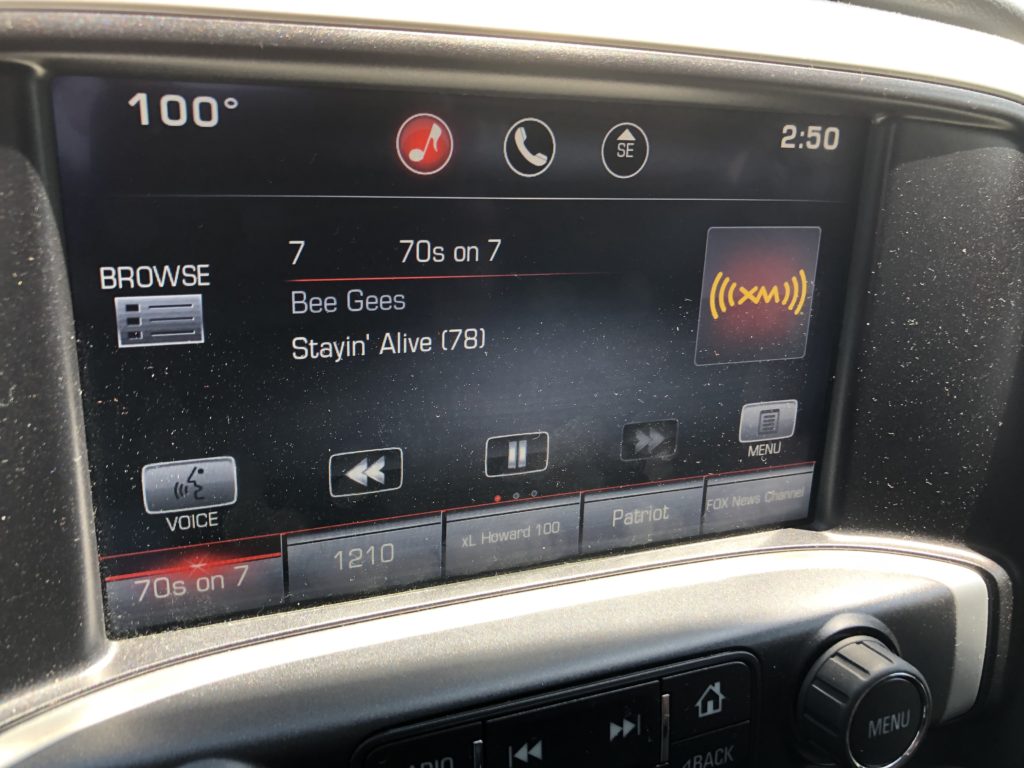 100°
SE
2:50
7 70s on 7
BROWSE
Bee Gees
Stayin' Alive (78)
XM
VOICE
MENU
70s on 7
1210
xL Howard 100
Patriot
FOX News Channel
MENU
BACK